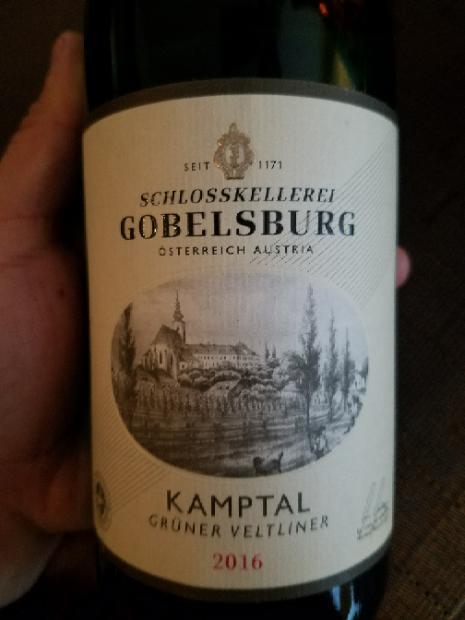 SEIT 1171
SCHLOSSKELLEREI
GOBELSBURG
ÖSTERREICH AUSTRIA
KAMPTAL
GRÜNER VELTLINER
2016